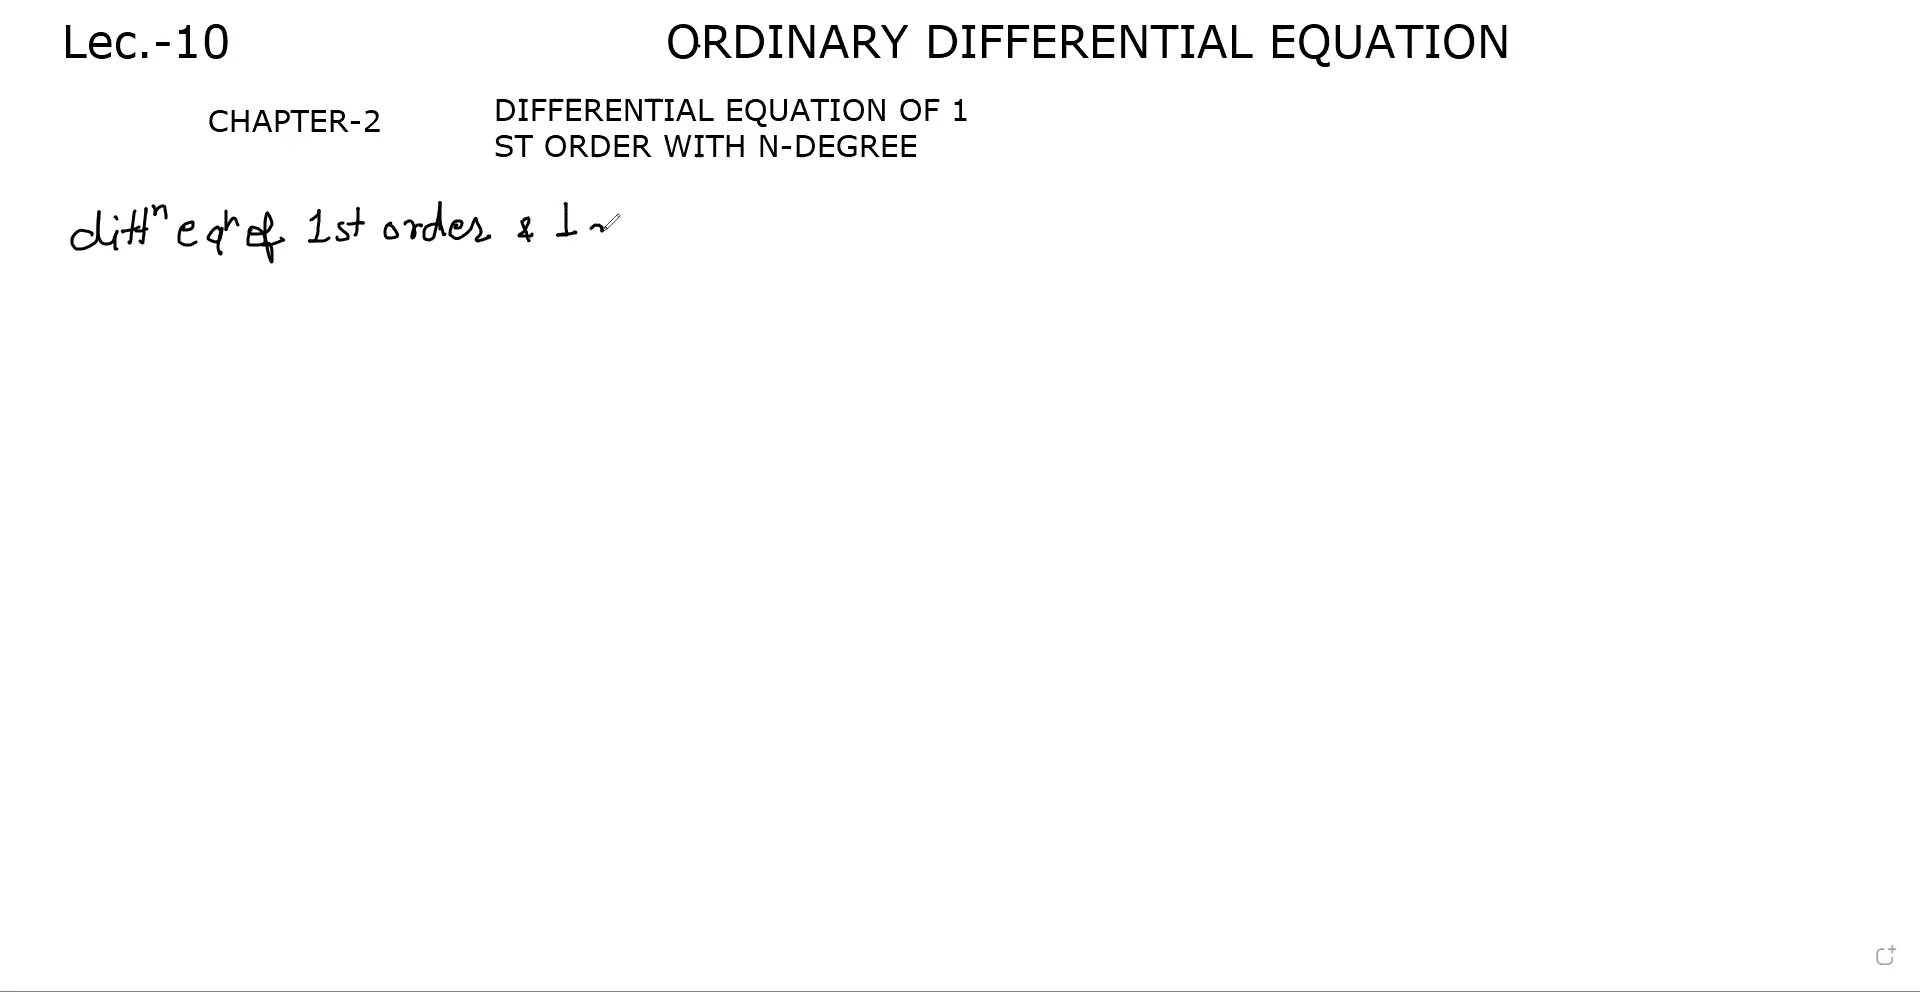 Lec.-10
ORDINARY DIFFERENTIAL EQUATION
CHAPTER-2
DIFFERENTIAL EQUATION OF 1
ST ORDER WITH N-DEGREE
diffⁿ eqⁿ of 1st order & 1